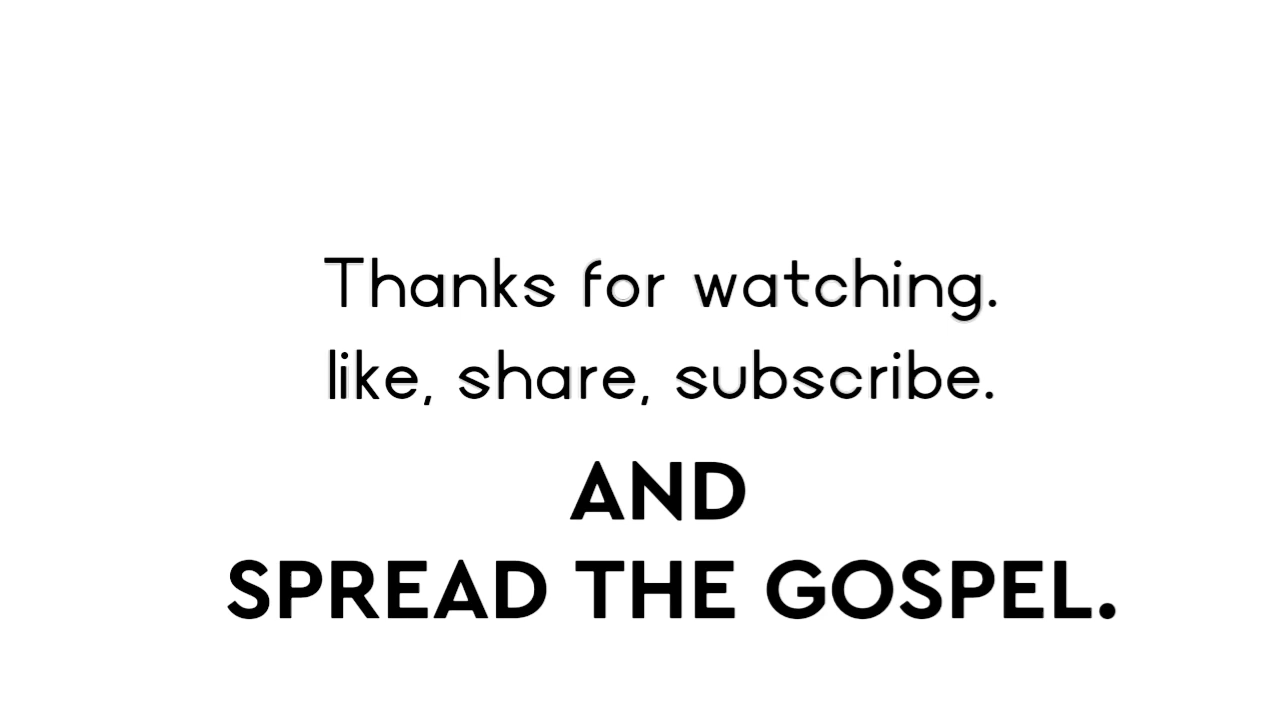 Thanks for watching.
like, share, subscribe.
AND
SPREAD THE GOSPEL.